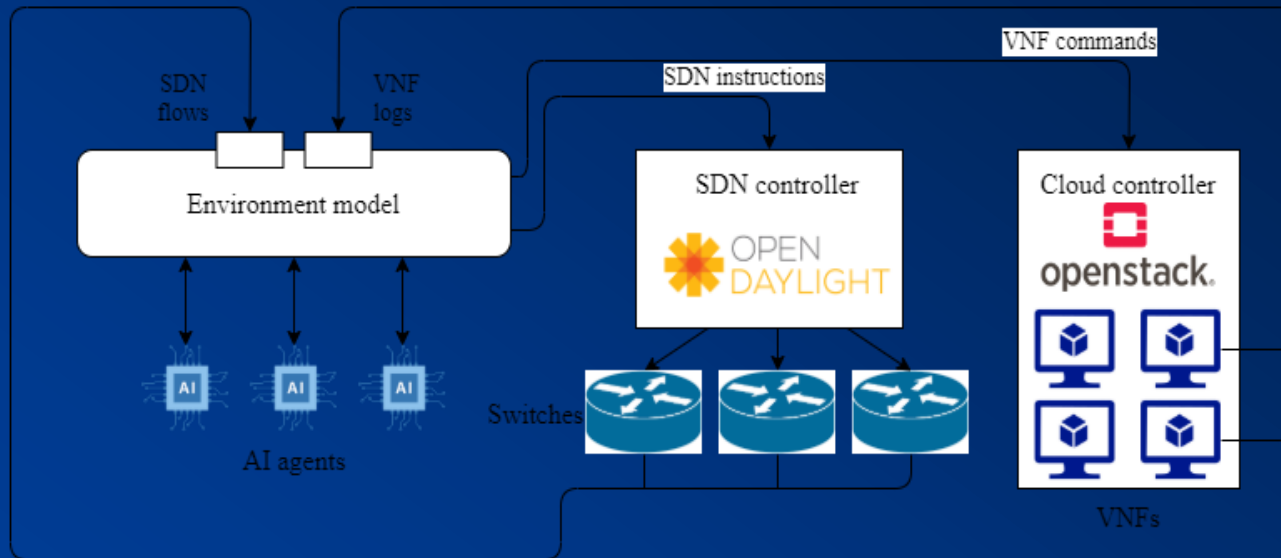 VNF commands
SDN instructions
SDN
flows
VNF
logs
Environment model
SDN controller
OPEN
DAYLIGHT
Cloud controller
openstack.
AI
AI
AI
AI agents
Switches
VNFs